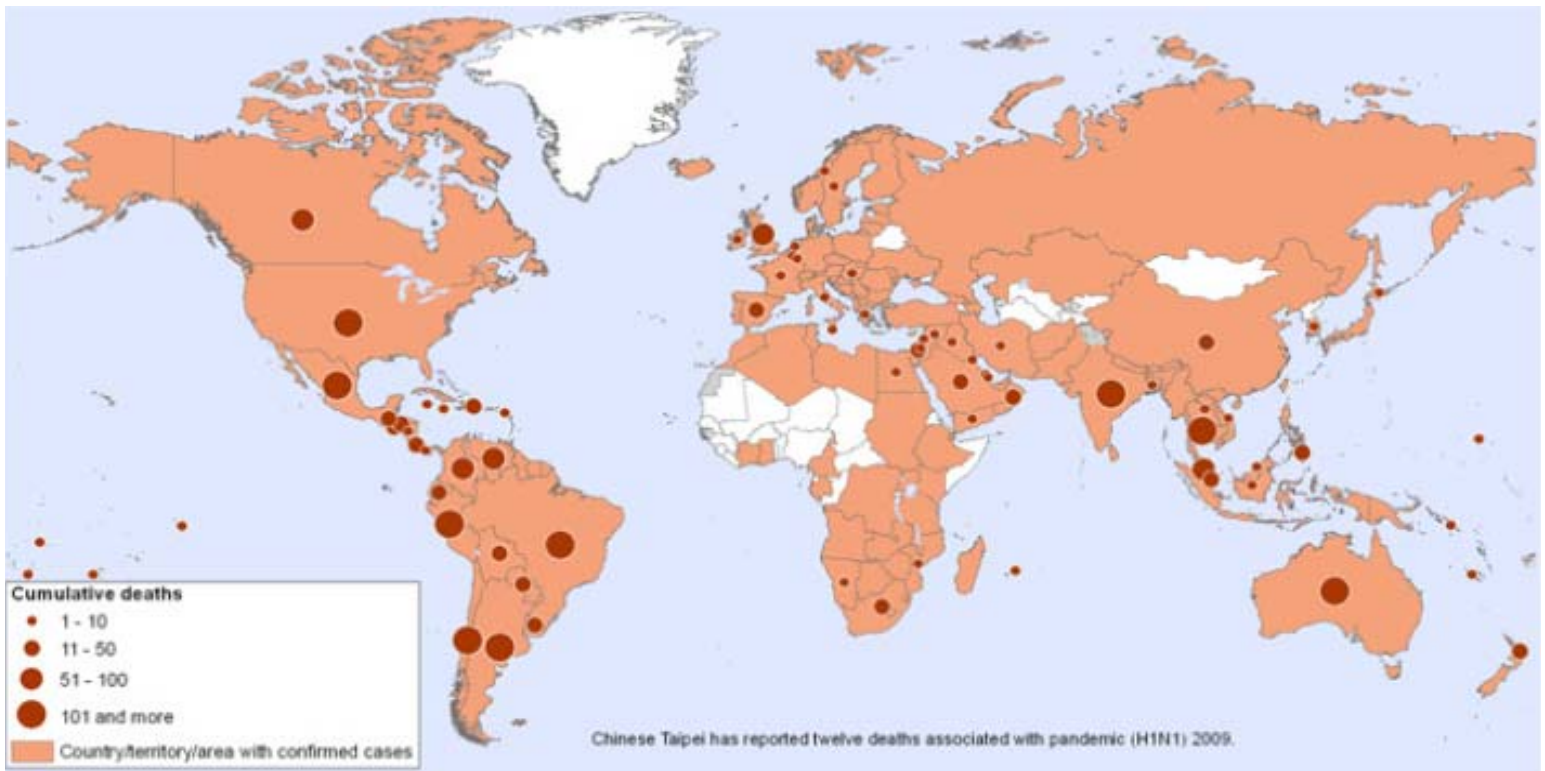 Cumulative deaths
1 - 10
11 - 50
51 - 100
101 and more
Country/territory/area with confirmed cases
Chinese Taipei has reported twelve deaths associated with pandemic (H1N1) 2009.